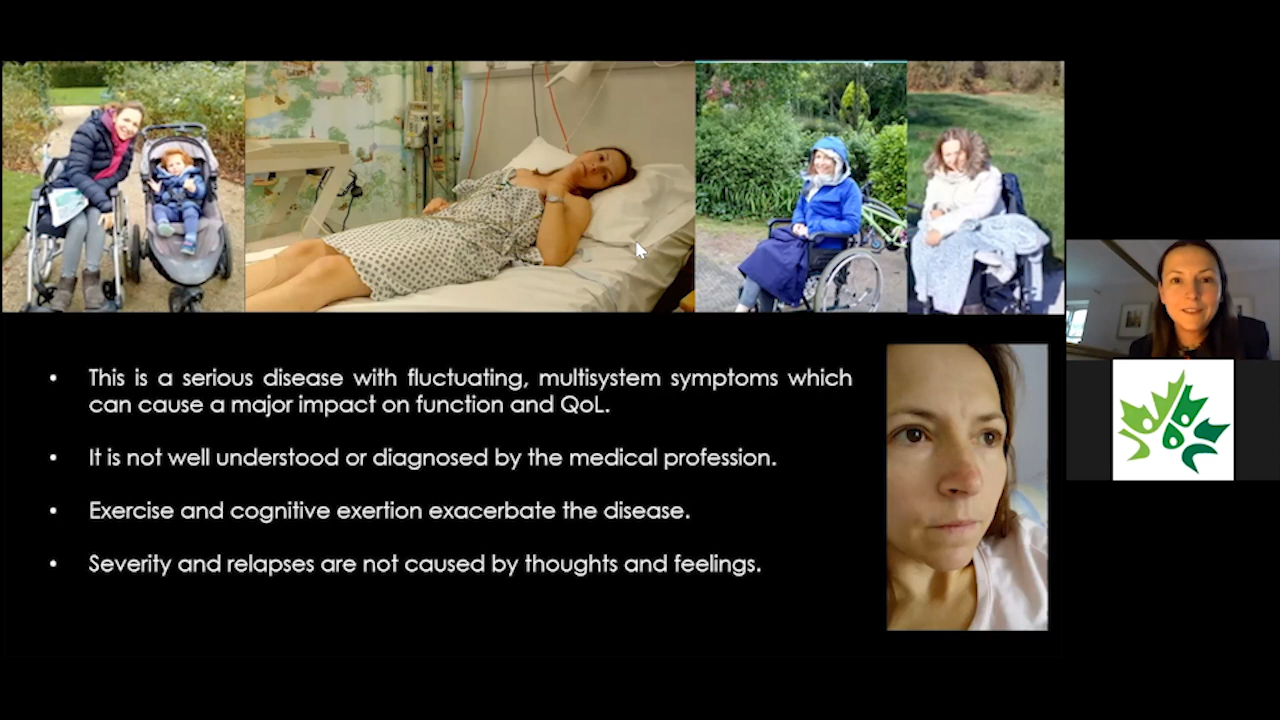 • This is a serious disease with fluctuating, multisystem symptoms which
can cause a major impact on function and QoL.
• It is not well understood or diagnosed by the medical profession.
• Exercise and cognitive exertion exacerbate the disease.
• Severity and relapses are not caused by thoughts and feelings.